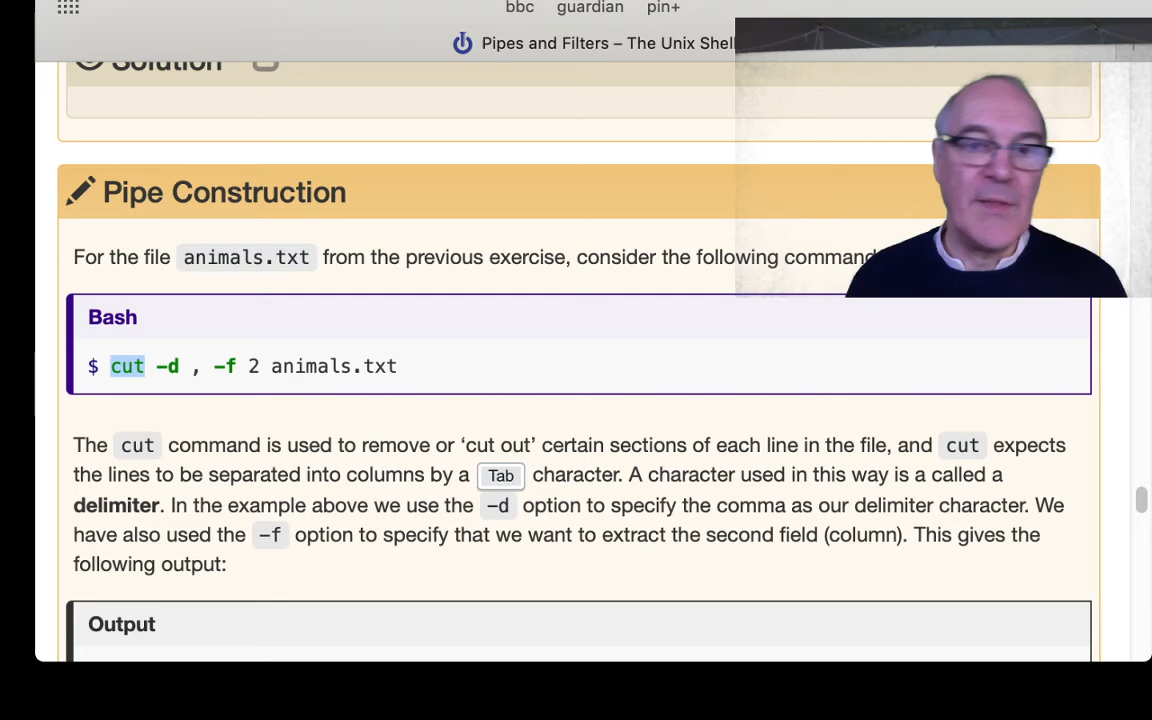 bbc guardian pin+
Pipes and Filters – The Unix Shell
Solution
Pipe Construction
For the file animals.txt from the previous exercise, consider the following command
Bash
$ cut -d , -f 2 animals.txt
The cut command is used to remove or ‘cut out’ certain sections of each line in the file, and cut expects
the lines to be separated into columns by a Tab character. A character used in this way is a called a
delimiter. In the example above we use the -d option to specify the comma as our delimiter character. We
have also used the -f option to specify that we want to extract the second field (column). This gives the
following output:
Output